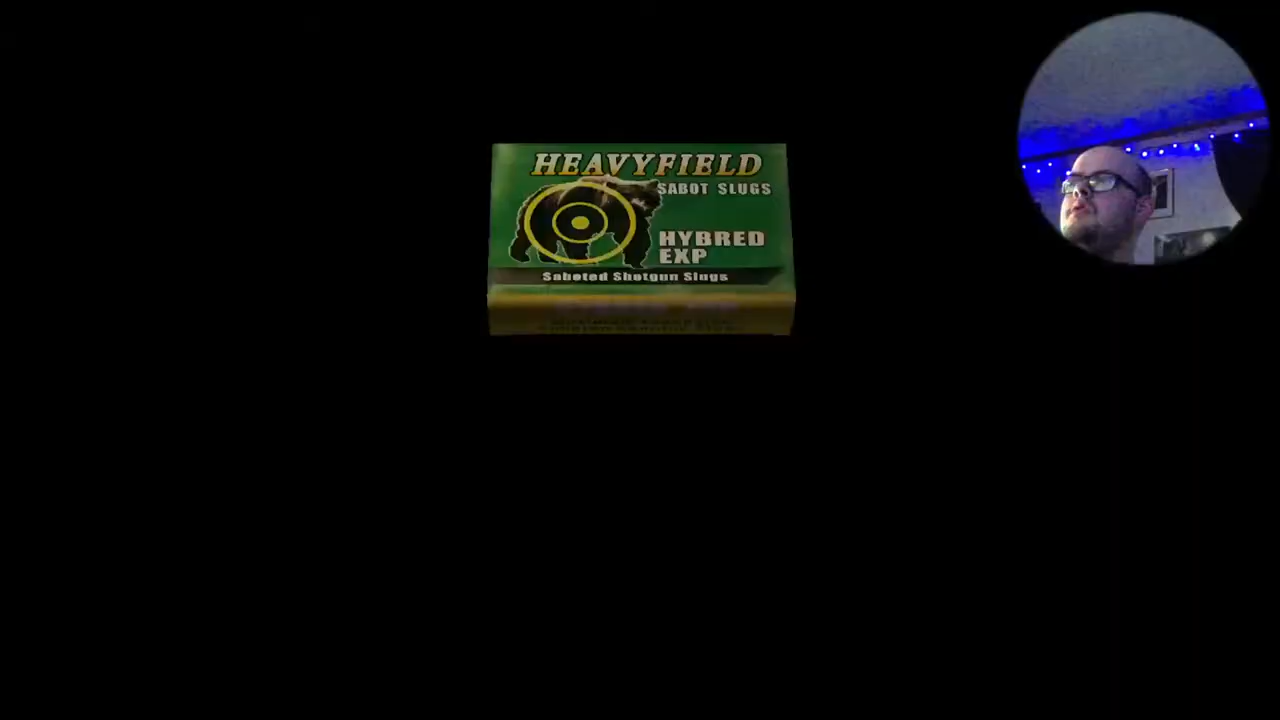 HEAVYFIELD
SABOT SLUGS
HYBRED
EXP
Saboted Shotgun Slugs